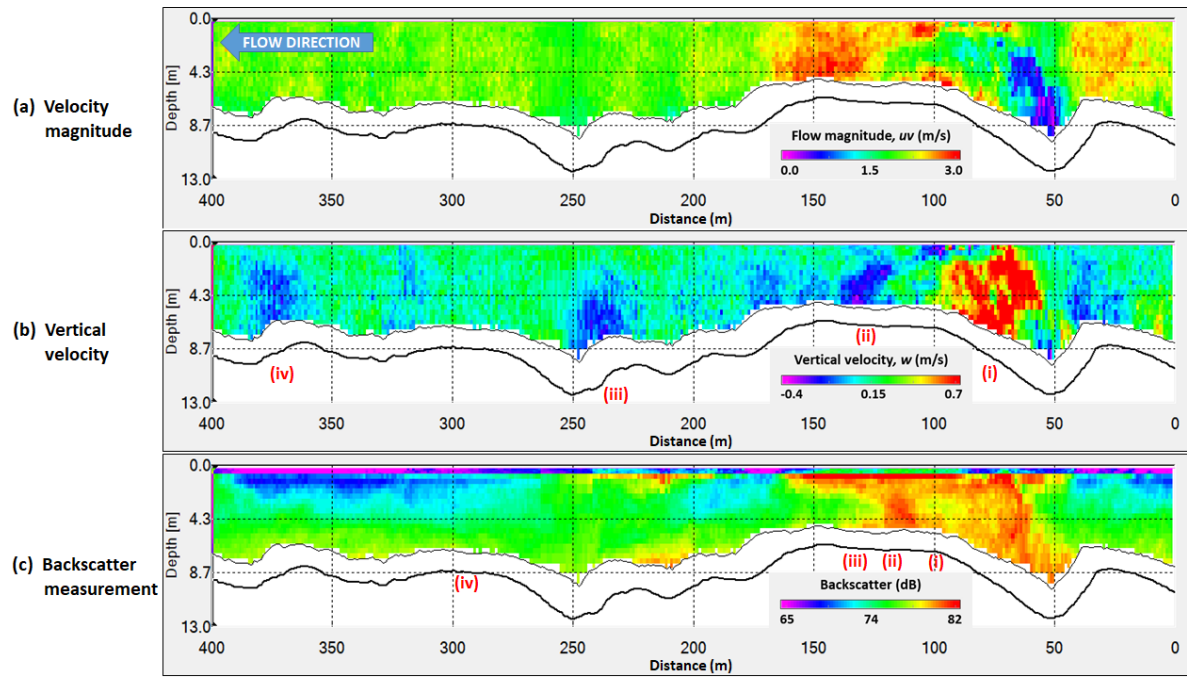 FLOW DIRECTION
(a) Velocity
magnitude
Depth [m]
0.0
4.3
8.7
13.0
Flow magnitude, uv (m/s)
0.0 1.5 3.0
400 350 300 250 200 150 100 50 0
Distance (m)
(b) Vertical
velocity
Depth [m]
0.0
4.3
8.7
13.0
(ii)
(iv) (iii) (i)
Vertical velocity, w (m/s)
-0.4 0.15 0.7
400 350 300 250 200 150 100 50 0
Distance (m)
(c) Backscatter
measurement
Depth [m]
0.0
4.3
8.7
13.0
(iv) (iii) (ii) (i)
Backscatter (dB)
65 74 82
400 350 300 250 200 150 100 50 0
Distance (m)